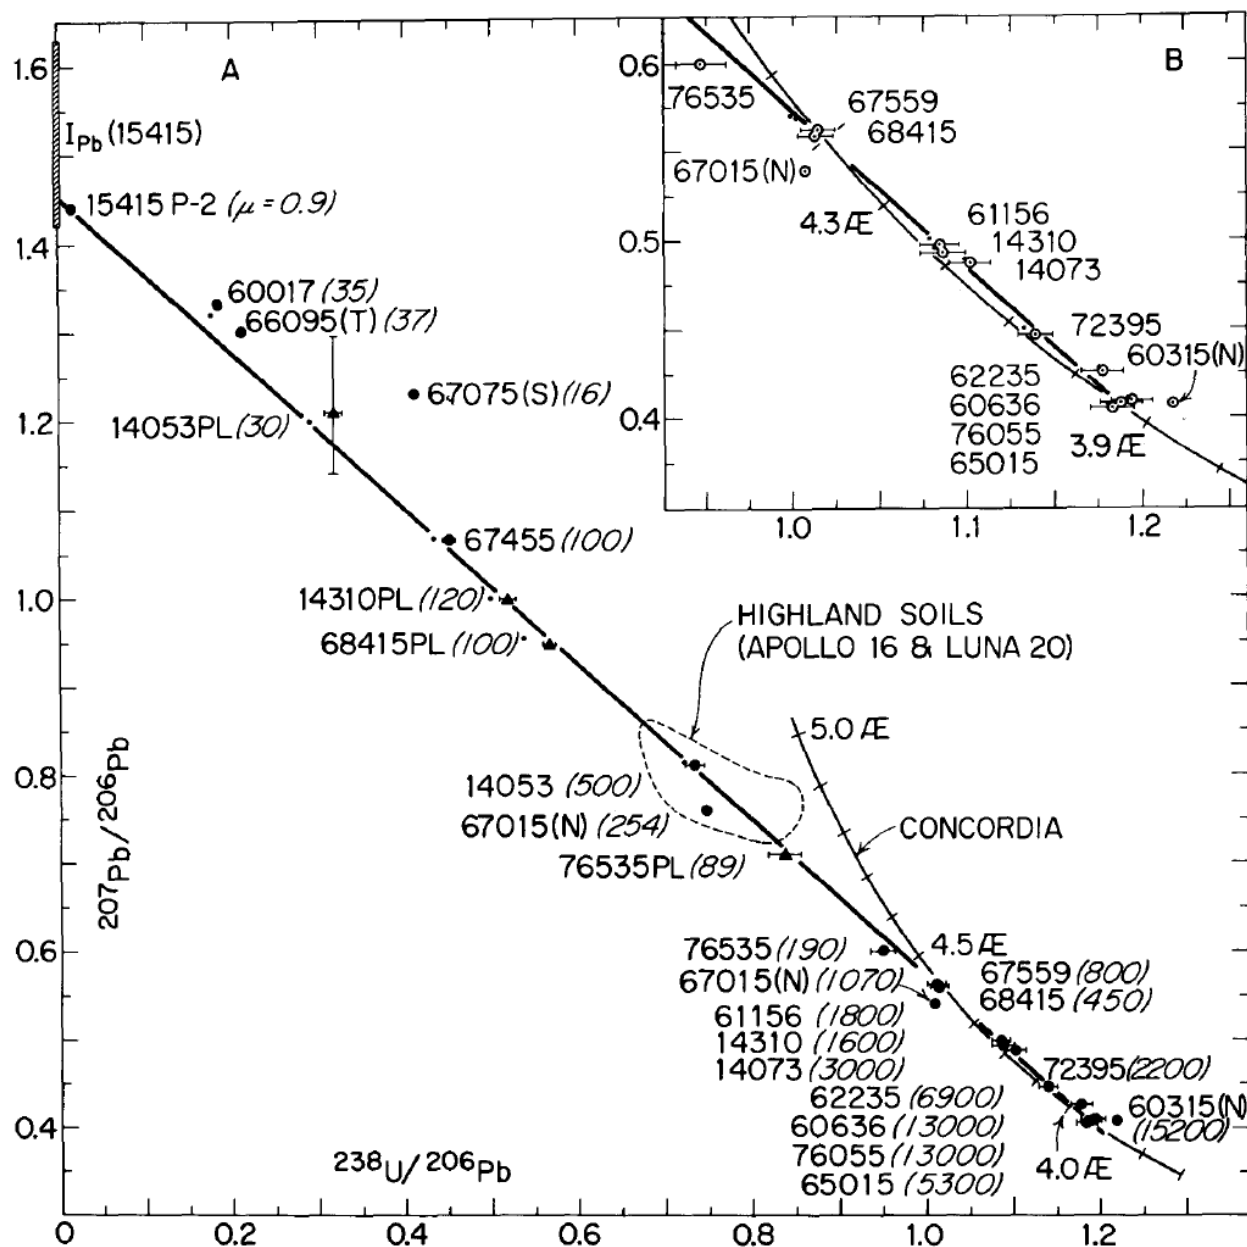 A
1.6
I_Pb (15415)
15415 P-2 (μ = 0.9)
1.4
60017 (35)
66095(T) (37)
67075(S) (16)
1.2
14053PL (30)
67455 (100)
1.0
14310PL (120)
68415PL (100)
HIGHLAND SOILS
(APOLLO 16 & LUNA 20)
5.0 Æ
0.8
14053 (500)
67015(N) (254)
CONCORDIA
76535PL (89)
207Pb/206Pb
0.6
76535 (190)
4.5 Æ
67015(N) (1070)
67559 (800)
68415 (450)
61156 (1800)
14310 (1600)
14073 (3000)
72395 (2200)
62235 (6900)
60636 (13000)
76055 (13000)
65015 (5300)
60315(N)
(15200)
4.0 Æ
0.4
238U/206Pb
0 0.2 0.4 0.6 0.8 1.0 1.2
B
0.6
76535
67559
68415
67015(N)
4.3 Æ
61156
14310
14073
0.5
72395
60315(N)
62235
60636
76055
65015
3.9 Æ
0.4
1.0 1.1 1.2